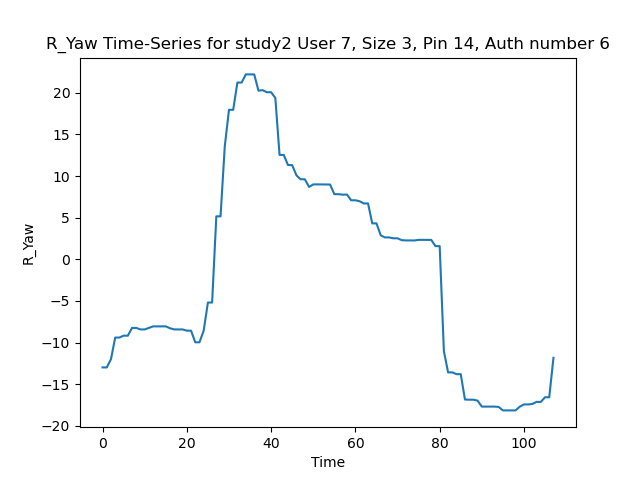 R_Yaw Time-Series for study2 User 7, Size 3, Pin 14, Auth number 6
R_Yaw
20
15
10
5
0
−5
−10
−15
−20
0 20 40 60 80 100
Time